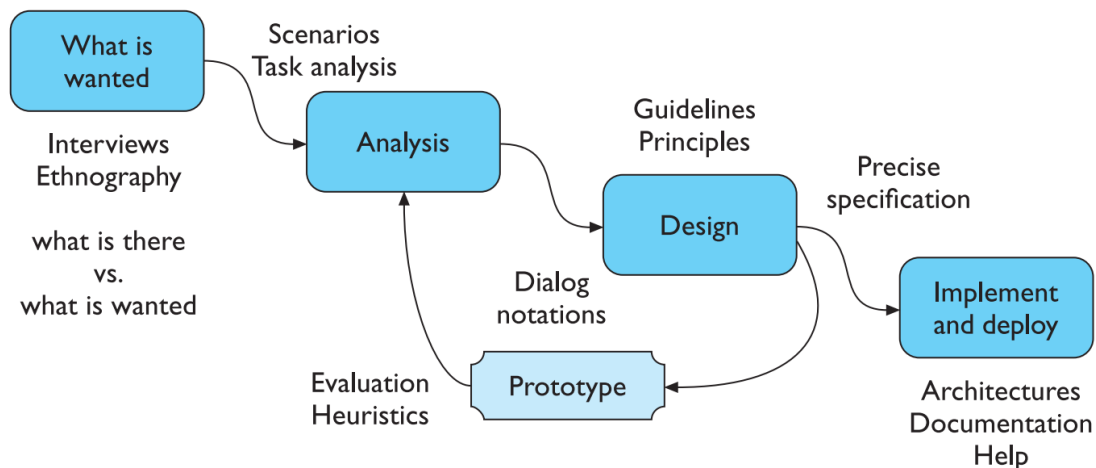 What is
wanted
Scenarios
Task analysis
Interviews
Ethnography
what is there
vs.
what is wanted
Analysis
Guidelines
Principles
Design
Precise
specification
Dialog
notations
Implement
and deploy
Evaluation
Heuristics
Prototype
Architectures
Documentation
Help